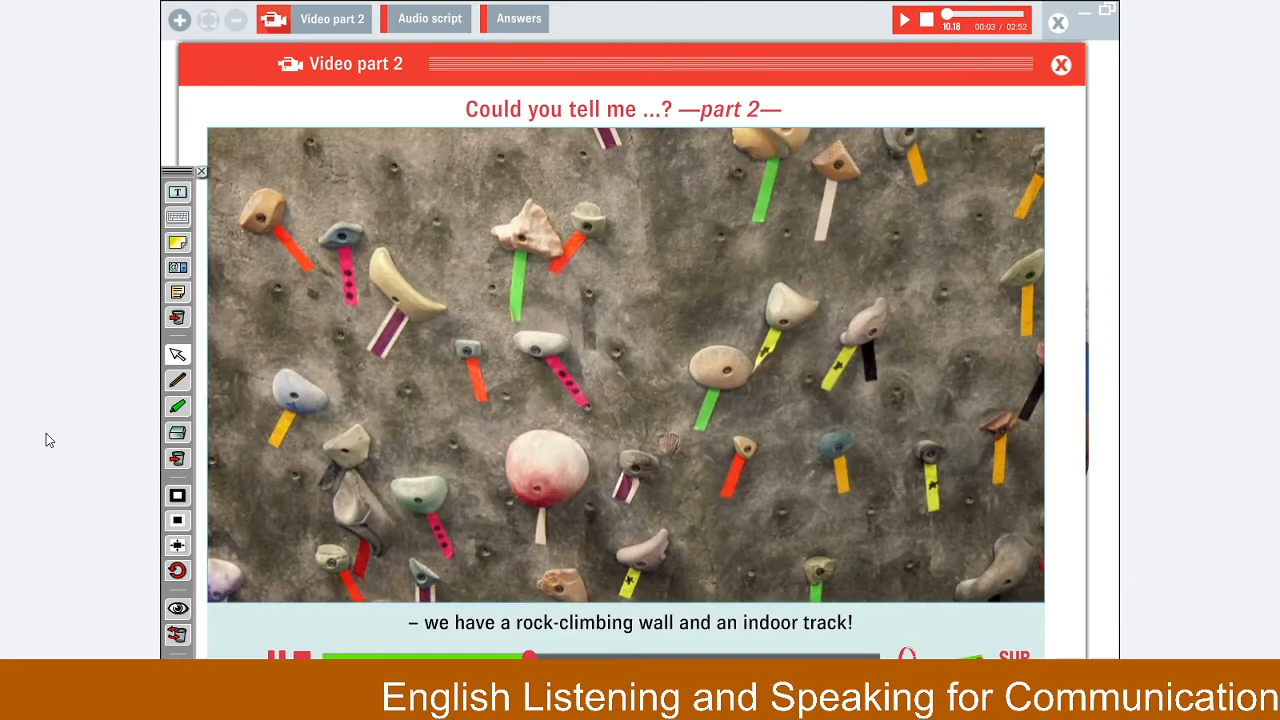 Video part 2
Audio script
Answers
10.18 00:03 / 02:52
Video part 2
Could you tell me ...? —part 2—
T
– we have a rock-climbing wall and an indoor track!
SUB
English Listening and Speaking for Communication